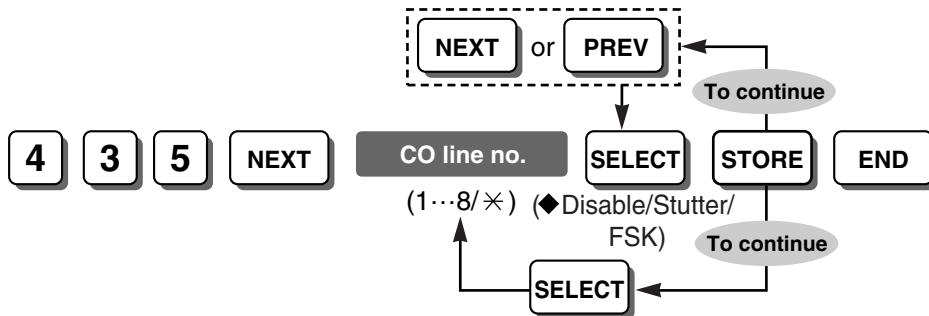 NEXT or PREV
To continue
4 3 5 NEXT CO line no. SELECT STORE END
(1···8/✳) (◆Disable/Stutter/
FSK)
To continue
SELECT